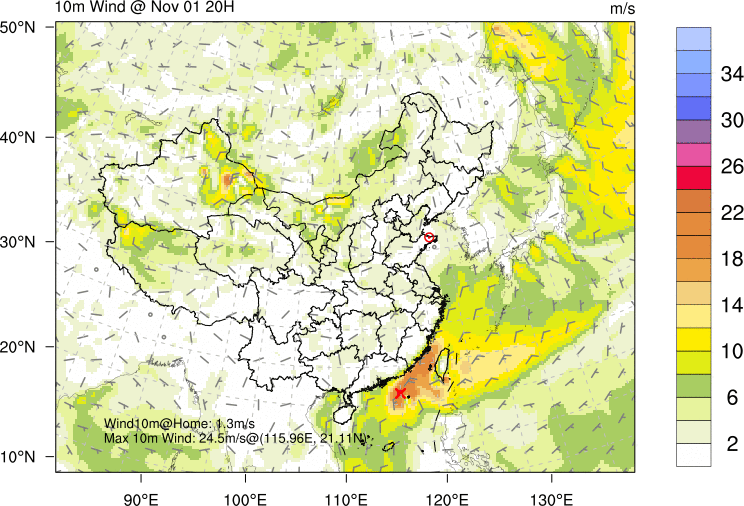 10m Wind @ Nov 01 20H
m/s
50°N
40°N
30°N
20°N
10°N
34
30
26
22
18
14
10
6
2
Wind10m@Home: 1.3m/s
Max 10m Wind: 24.5m/s@(115.96E, 21.11N)
90°E
100°E
110°E
120°E
130°E